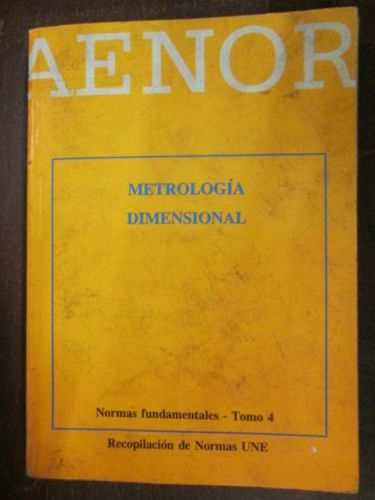 AENOR
METROLOGÍA
DIMENSIONAL
Normas fundamentales - Tomo 4
Recopilación de Normas UNE